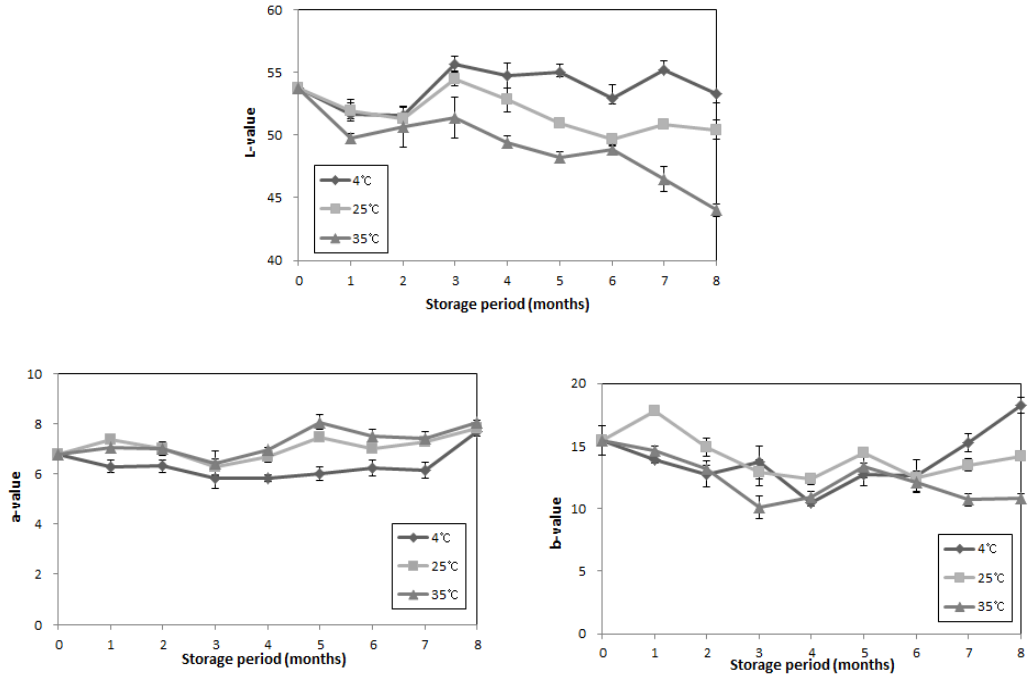 60
55
50
45
40
L-value
4℃
25℃
35℃
0 1 2 3 4 5 6 7 8
Storage period (months)
10
8
6
4
2
0
a-value
4℃
25℃
35℃
0 1 2 3 4 5 6 7 8
Storage period (months)
20
15
10
5
0
b-value
4℃
25℃
35℃
0 1 2 3 4 5 6 7 8
Storage period (months)